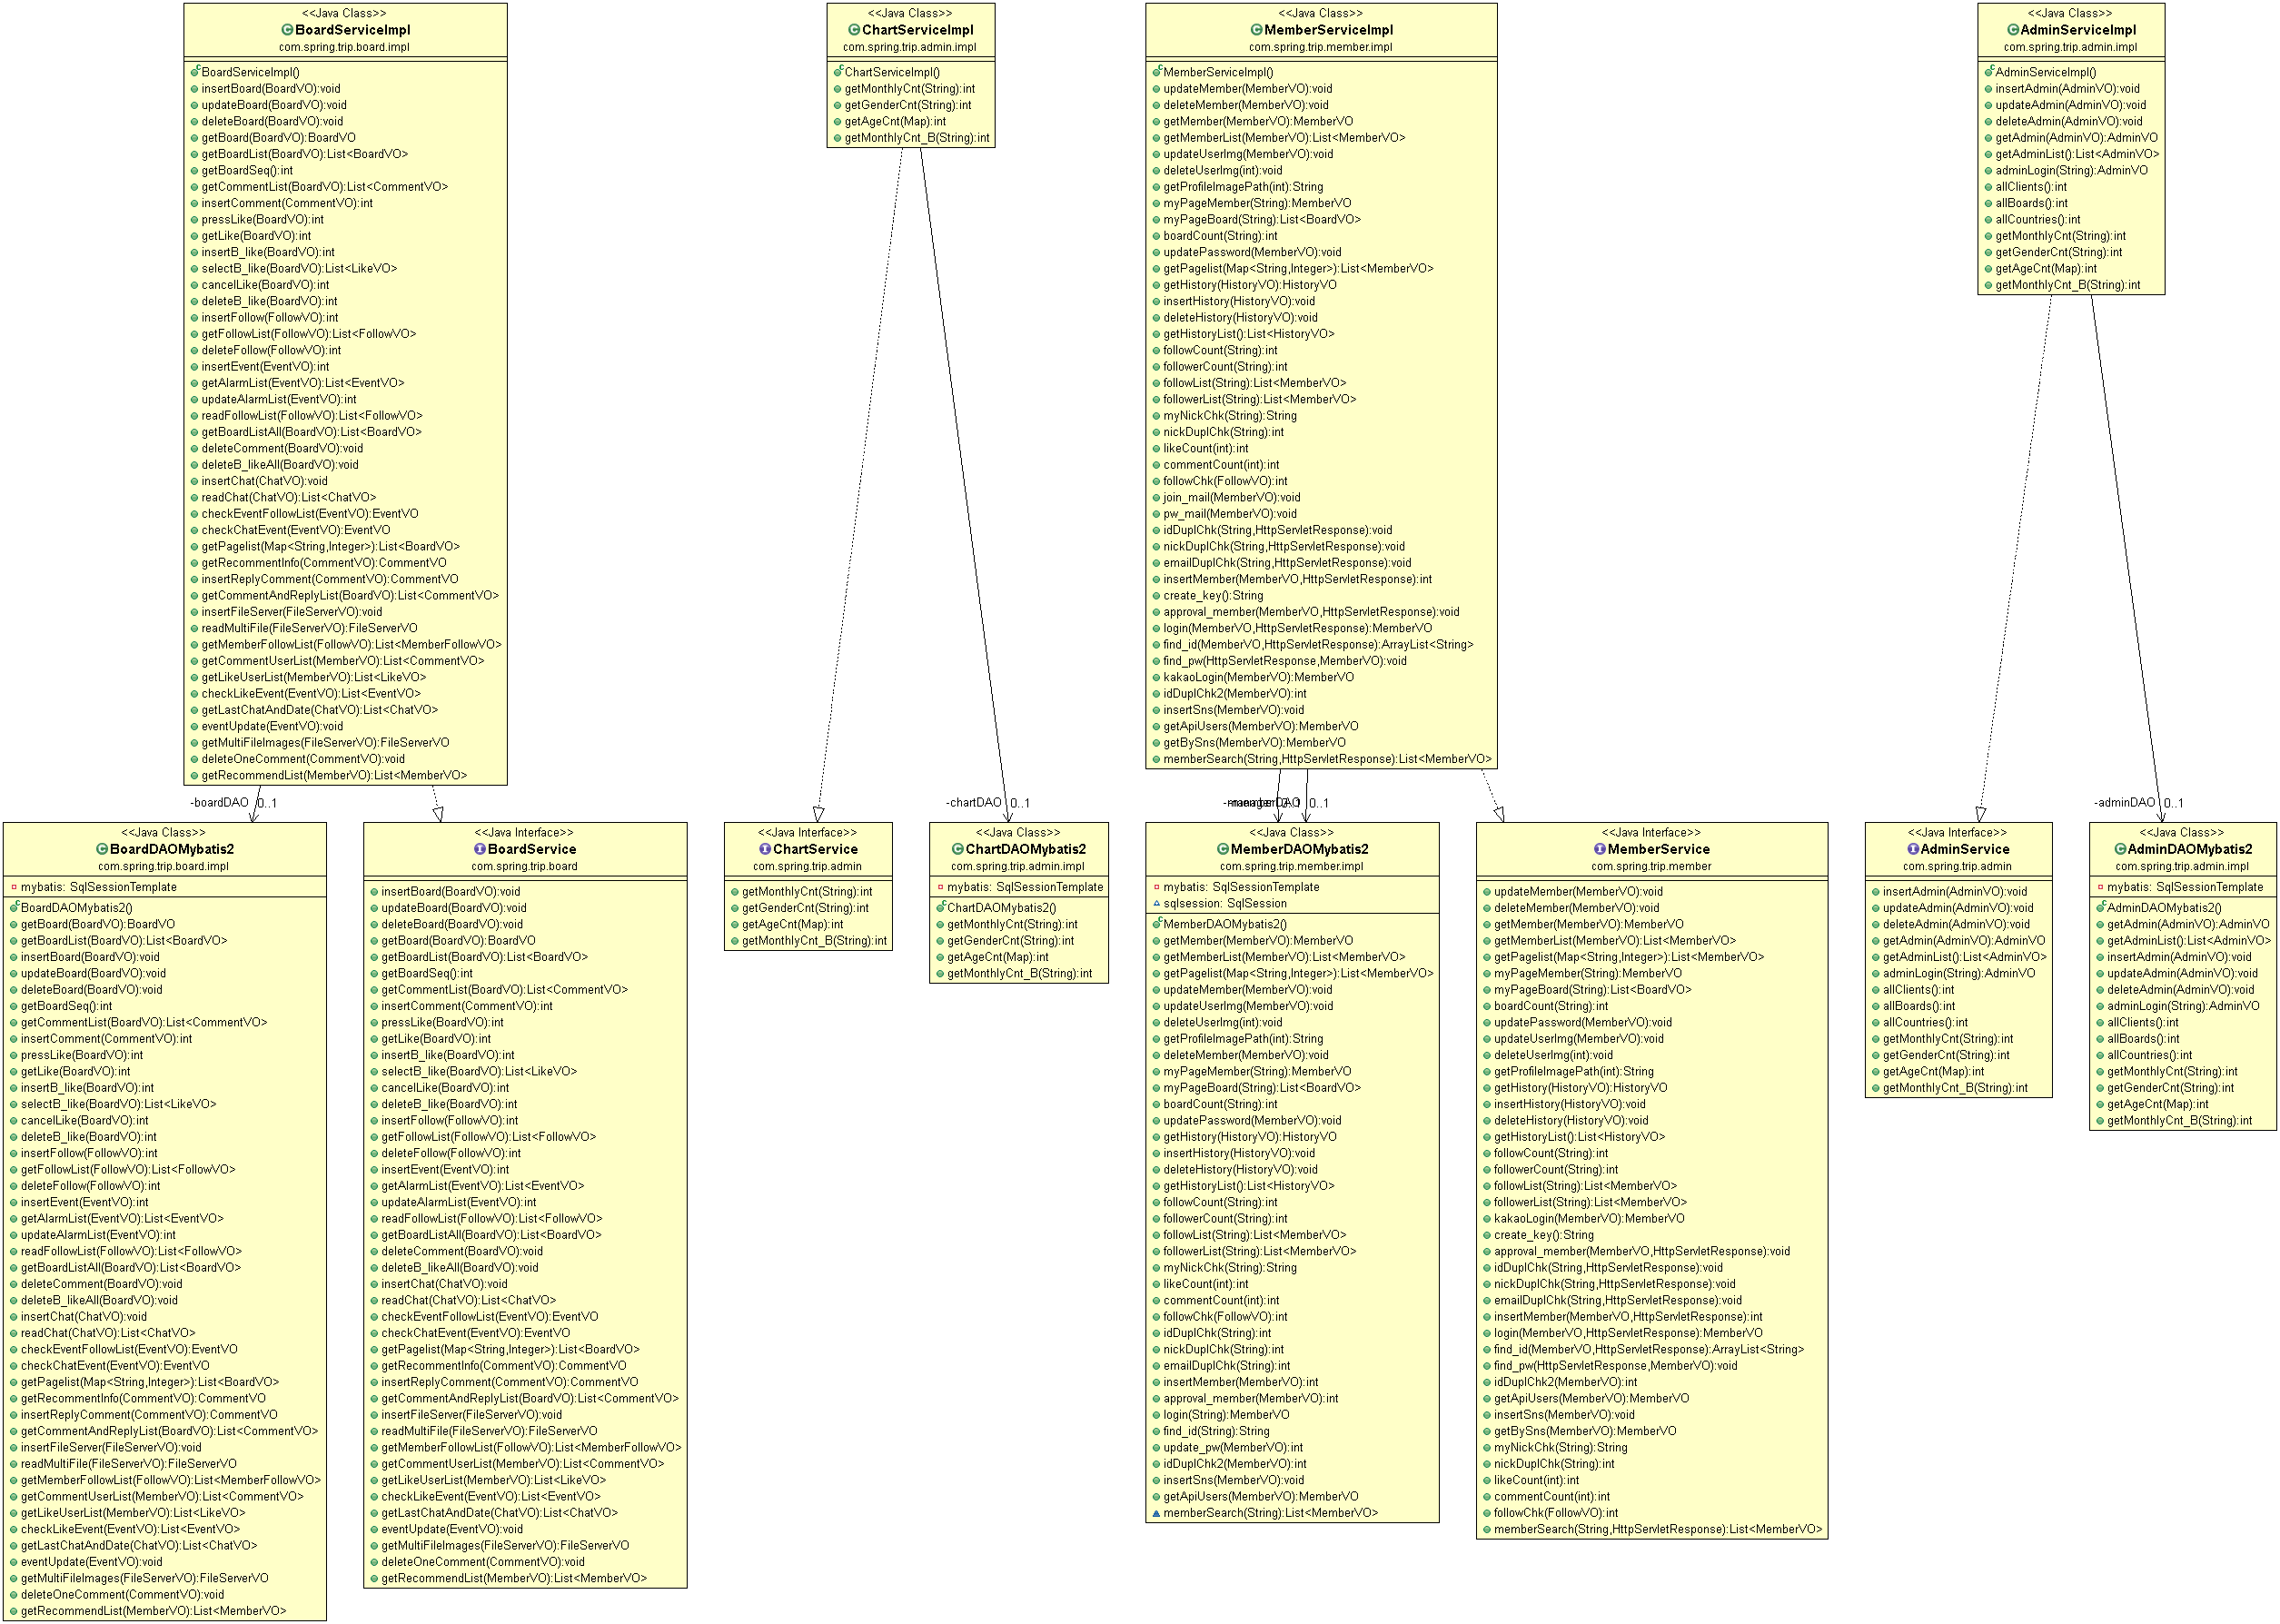 <<Java Class>>
BoardServiceImpl
com.spring.trip.board.impl
BoardServiceImpl()
insertBoard(BoardVO):void
updateBoard(BoardVO):void
deleteBoard(BoardVO):void
getBoard(BoardVO):BoardVO
getBoardList(BoardVO):List<BoardVO>
getBoardSeq():int
getCommentList(BoardVO):List<CommentVO>
insertComment(CommentVO):int
pressLike(BoardVO):int
getLike(BoardVO):int
insertB_like(BoardVO):int
selectB_like(BoardVO):List<LikeVO>
cancelLike(BoardVO):int
deleteB_like(BoardVO):int
insertFollow(FollowVO):int
getFollowList(FollowVO):List<FollowVO>
deleteFollow(FollowVO):int
insertEvent(EventVO):int
getAlarmList(EventVO):List<EventVO>
updateAlarmList(EventVO):int
readFollowList(FollowVO):List<FollowVO>
getBoardListAll(BoardVO):List<BoardVO>
deleteComment(BoardVO):void
deleteB_likeAll(BoardVO):void
insertChat(ChatVO):void
readChat(ChatVO):List<ChatVO>
checkEventFollowList(EventVO):EventVO
checkChatEvent(EventVO):EventVO
getPagelist(Map<String,Integer>):List<BoardVO>
getRecommentInfo(CommentVO):CommentVO
insertReplyComment(CommentVO):CommentVO
getCommentAndReplyList(BoardVO):List<CommentVO>
insertFileServer(FileServerVO):void
readMultiFile(FileServerVO):FileServerVO
getMemberFollowList(FollowVO):List<MemberFollowVO>
getCommentUserList(MemberVO):List<CommentVO>
getLikeUserList(MemberVO):List<LikeVO>
checkLikeEvent(EventVO):List<EventVO>
getLastChatAndDate(ChatVO):List<ChatVO>
eventUpdate(EventVO):void
getMultiFileImages(FileServerVO):FileServerVO
deleteOneComment(CommentVO):void
getRecommendList(MemberVO):List<MemberVO>
<<Java Class>>
ChartServiceImpl
com.spring.trip.admin.impl
ChartServiceImpl()
getMonthlyCnt(String):int
getGenderCnt(String):int
getAgeCnt(Map):int
getMonthlyCnt_B(String):int
<<Java Class>>
MemberServiceImpl
com.spring.trip.member.impl
MemberServiceImpl()
updateMember(MemberVO):void
deleteMember(MemberVO):void
getMember(MemberVO):MemberVO
getMemberList(MemberVO):List<MemberVO>
updateUserImg(MemberVO):void
deleteUserImg(int):void
getProfileImagePath(int):String
myPageMember(String):MemberVO
myPageBoard(String):List<BoardVO>
boardCount(String):int
updatePassword(MemberVO):void
getPagelist(Map<String,Integer>):List<MemberVO>
getHistory(HistoryVO):HistoryVO
insertHistory(HistoryVO):void
deleteHistory(HistoryVO):void
getHistoryList():List<HistoryVO>
followCount(String):int
followerCount(String):int
followList(String):List<MemberVO>
followerList(String):List<MemberVO>
myNickChk(String):String
nickDuplChk(String):int
likeCount(int):int
commentCount(int):int
followChk(FollowVO):int
join_mail(MemberVO):void
pw_mail(MemberVO):void
idDuplChk(String,HttpServletResponse):void
nickDuplChk(String,HttpServletResponse):void
emailDuplChk(String,HttpServletResponse):void
insertMember(MemberVO,HttpServletResponse):int
create_key():String
approval_member(MemberVO,HttpServletResponse):void
login(MemberVO,HttpServletResponse):MemberVO
find_id(MemberVO,HttpServletResponse):ArrayList<String>
find_pw(HttpServletResponse,MemberVO):void
kakaoLogin(MemberVO):MemberVO
idDuplChk2(MemberVO):int
insertSns(MemberVO):void
getApiUsers(MemberVO):MemberVO
getBySns(MemberVO):MemberVO
memberSearch(String,HttpServletResponse):List<MemberVO>
<<Java Class>>
AdminServiceImpl
com.spring.trip.admin.impl
AdminServiceImpl()
insertAdmin(AdminVO):void
updateAdmin(AdminVO):void
deleteAdmin(AdminVO):void
getAdmin(AdminVO):AdminVO
getAdminList():List<AdminVO>
adminLogin(String):AdminVO
allClients():int
allBoards():int
allCountries():int
getMonthlyCnt(String):int
getGenderCnt(String):int
getAgeCnt(Map):int
getMonthlyCnt_B(String):int
-boardDAO 0..1
-chartDAO 0..1
0..1
-adminDAO 0..1
<<Java Class>>
BoardDAOMybatis2
com.spring.trip.board.impl
mybatis: SqlSessionTemplate
BoardDAOMybatis2()
getBoard(BoardVO):BoardVO
getBoardList(BoardVO):List<BoardVO>
insertBoard(BoardVO):void
updateBoard(BoardVO):void
deleteBoard(BoardVO):void
getBoardSeq():int
getCommentList(BoardVO):List<CommentVO>
insertComment(CommentVO):int
pressLike(BoardVO):int
getLike(BoardVO):int
insertB_like(BoardVO):int
selectB_like(BoardVO):List<LikeVO>
cancelLike(BoardVO):int
deleteB_like(BoardVO):int
insertFollow(FollowVO):int
getFollowList(FollowVO):List<FollowVO>
deleteFollow(FollowVO):int
insertEvent(EventVO):int
getAlarmList(EventVO):List<EventVO>
updateAlarmList(EventVO):int
readFollowList(FollowVO):List<FollowVO>
getBoardListAll(BoardVO):List<BoardVO>
deleteComment(BoardVO):void
deleteB_likeAll(BoardVO):void
insertChat(ChatVO):void
readChat(ChatVO):List<ChatVO>
checkEventFollowList(EventVO):EventVO
checkChatEvent(EventVO):EventVO
getPagelist(Map<String,Integer>):List<BoardVO>
getRecommentInfo(CommentVO):CommentVO
insertReplyComment(CommentVO):CommentVO
getCommentAndReplyList(BoardVO):List<CommentVO>
insertFileServer(FileServerVO):void
readMultiFile(FileServerVO):FileServerVO
getMemberFollowList(FollowVO):List<MemberFollowVO>
getCommentUserList(MemberVO):List<CommentVO>
getLikeUserList(MemberVO):List<LikeVO>
checkLikeEvent(EventVO):List<EventVO>
getLastChatAndDate(ChatVO):List<ChatVO>
eventUpdate(EventVO):void
getMultiFileImages(FileServerVO):FileServerVO
deleteOneComment(CommentVO):void
getRecommendList(MemberVO):List<MemberVO>
<<Java Interface>>
BoardService
com.spring.trip.board
insertBoard(BoardVO):void
updateBoard(BoardVO):void
deleteBoard(BoardVO):void
getBoard(BoardVO):BoardVO
getBoardList(BoardVO):List<BoardVO>
getBoardSeq():int
getCommentList(BoardVO):List<CommentVO>
insertComment(CommentVO):int
pressLike(BoardVO):int
getLike(BoardVO):int
insertB_like(BoardVO):int
selectB_like(BoardVO):List<LikeVO>
cancelLike(BoardVO):int
deleteB_like(BoardVO):int
insertFollow(FollowVO):int
getFollowList(FollowVO):List<FollowVO>
deleteFollow(FollowVO):int
insertEvent(EventVO):int
getAlarmList(EventVO):List<EventVO>
updateAlarmList(EventVO):int
readFollowList(FollowVO):List<FollowVO>
getBoardListAll(BoardVO):List<BoardVO>
deleteComment(BoardVO):void
deleteB_likeAll(BoardVO):void
insertChat(ChatVO):void
readChat(ChatVO):List<ChatVO>
checkEventFollowList(EventVO):EventVO
checkChatEvent(EventVO):EventVO
getPagelist(Map<String,Integer>):List<BoardVO>
getRecommentInfo(CommentVO):CommentVO
insertReplyComment(CommentVO):CommentVO
getCommentAndReplyList(BoardVO):List<CommentVO>
insertFileServer(FileServerVO):void
readMultiFile(FileServerVO):FileServerVO
getMemberFollowList(FollowVO):List<MemberFollowVO>
getCommentUserList(MemberVO):List<CommentVO>
getLikeUserList(MemberVO):List<LikeVO>
checkLikeEvent(EventVO):List<EventVO>
getLastChatAndDate(ChatVO):List<ChatVO>
eventUpdate(EventVO):void
getMultiFileImages(FileServerVO):FileServerVO
deleteOneComment(CommentVO):void
getRecommendList(MemberVO):List<MemberVO>
<<Java Interface>>
ChartService
com.spring.trip.admin
getMonthlyCnt(String):int
getGenderCnt(String):int
getAgeCnt(Map):int
getMonthlyCnt_B(String):int
<<Java Class>>
ChartDAOMybatis2
com.spring.trip.admin.impl
mybatis: SqlSessionTemplate
ChartDAOMybatis2()
getMonthlyCnt(String):int
getGenderCnt(String):int
getAgeCnt(Map):int
getMonthlyCnt_B(String):int
<<Java Class>>
MemberDAOMybatis2
com.spring.trip.member.impl
mybatis: SqlSessionTemplate
sqlsession: SqlSession
MemberDAOMybatis2()
getMember(MemberVO):MemberVO
getMemberList(MemberVO):List<MemberVO>
getPagelist(Map<String,Integer>):List<MemberVO>
updateMember(MemberVO):void
updateUserImg(MemberVO):void
deleteUserImg(int):void
getProfileImagePath(int):String
deleteMember(MemberVO):void
myPageMember(String):MemberVO
myPageBoard(String):List<BoardVO>
boardCount(String):int
updatePassword(MemberVO):void
getHistory(HistoryVO):HistoryVO
insertHistory(HistoryVO):void
deleteHistory(HistoryVO):void
getHistoryList():List<HistoryVO>
followCount(String):int
followerCount(String):int
followList(String):List<MemberVO>
followerList(String):List<MemberVO>
myNickChk(String):String
likeCount(int):int
commentCount(int):int
followChk(FollowVO):int
idDuplChk(String):int
nickDuplChk(String):int
emailDuplChk(String):int
insertMember(MemberVO):int
approval_member(MemberVO):int
login(String):MemberVO
find_id(String):String
update_pw(MemberVO):int
idDuplChk2(MemberVO):int
insertSns(MemberVO):void
getApiUsers(MemberVO):MemberVO
memberSearch(String):List<MemberVO>
<<Java Interface>>
MemberService
com.spring.trip.member
updateMember(MemberVO):void
deleteMember(MemberVO):void
getMember(MemberVO):MemberVO
getMemberList(MemberVO):List<MemberVO>
getPagelist(Map<String,Integer>):List<MemberVO>
myPageMember(String):MemberVO
myPageBoard(String):List<BoardVO>
boardCount(String):int
updatePassword(MemberVO):void
updateUserImg(MemberVO):void
deleteUserImg(int):void
getProfileImagePath(int):String
getHistory(HistoryVO):HistoryVO
insertHistory(HistoryVO):void
deleteHistory(HistoryVO):void
getHistoryList():List<HistoryVO>
followCount(String):int
followerCount(String):int
followList(String):List<MemberVO>
followerList(String):List<MemberVO>
kakaoLogin(MemberVO):MemberVO
create_key():String
approval_member(MemberVO,HttpServletResponse):void
idDuplChk(String,HttpServletResponse):void
nickDuplChk(String,HttpServletResponse):void
emailDuplChk(String,HttpServletResponse):void
insertMember(MemberVO,HttpServletResponse):int
login(MemberVO,HttpServletResponse):MemberVO
find_id(MemberVO,HttpServletResponse):ArrayList<String>
find_pw(HttpServletResponse,MemberVO):void
idDuplChk2(MemberVO):int
getApiUsers(MemberVO):MemberVO
insertSns(MemberVO):void
getBySns(MemberVO):MemberVO
myNickChk(String):String
nickDuplChk(String):int
likeCount(int):int
commentCount(int):int
followChk(FollowVO):int
memberSearch(String,HttpServletResponse):List<MemberVO>
<<Java Interface>>
AdminService
com.spring.trip.admin
insertAdmin(AdminVO):void
updateAdmin(AdminVO):void
deleteAdmin(AdminVO):void
getAdmin(AdminVO):AdminVO
getAdminList():List<AdminVO>
adminLogin(String):AdminVO
allClients():int
allBoards():int
allCountries():int
getMonthlyCnt(String):int
getGenderCnt(String):int
getAgeCnt(Map):int
getMonthlyCnt_B(String):int
<<Java Class>>
AdminDAOMybatis2
com.spring.trip.admin.impl
mybatis: SqlSessionTemplate
AdminDAOMybatis2()
getAdmin(AdminVO):AdminVO
getAdminList():List<AdminVO>
insertAdmin(AdminVO):void
updateAdmin(AdminVO):void
deleteAdmin(AdminVO):void
adminLogin(String):AdminVO
allClients():int
allBoards():int
allCountries():int
getMonthlyCnt(String):int
getGenderCnt(String):int
getAgeCnt(Map):int
getMonthlyCnt_B(String):int